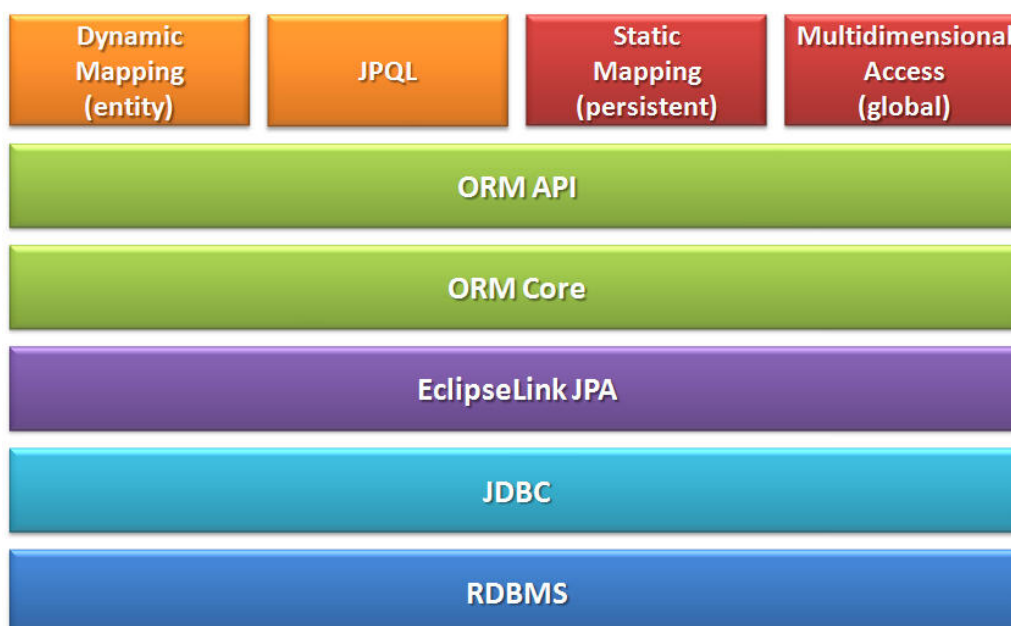 Dynamic
Mapping
(entity)
JPQL
Static
Mapping
(persistent)
Multidimensional
Access
(global)
ORM API
ORM Core
EclipseLink JPA
JDBC
RDBMS